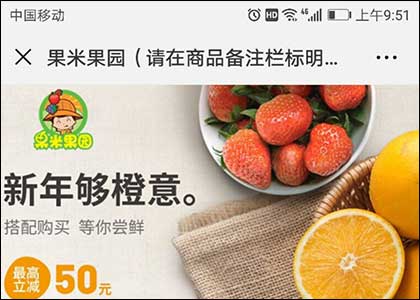 中国移动 HD 4G 上午9:51
× 果米果园（请在商品备注栏标明... ...
果米果园
新年够橙意。
搭配购买 等你尝鲜
最高
立减 50元